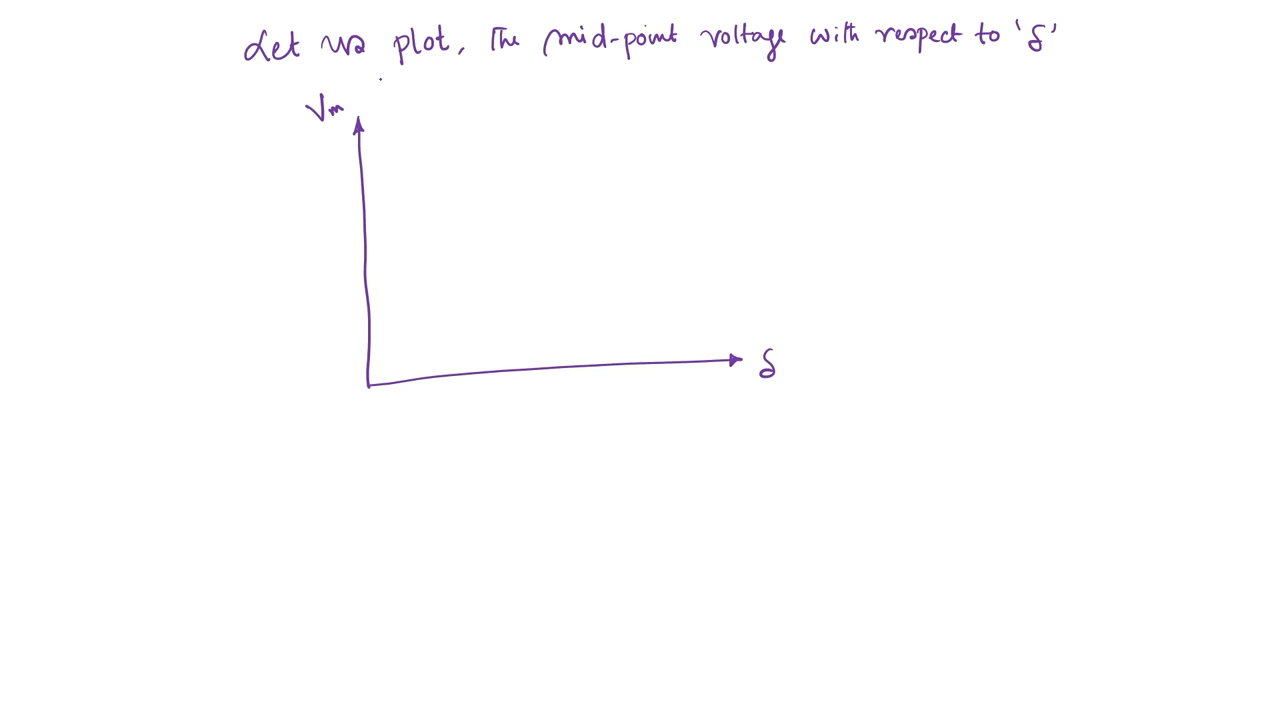 Let us plot, The mid-point voltage with respect to 'δ'
Vm
δ